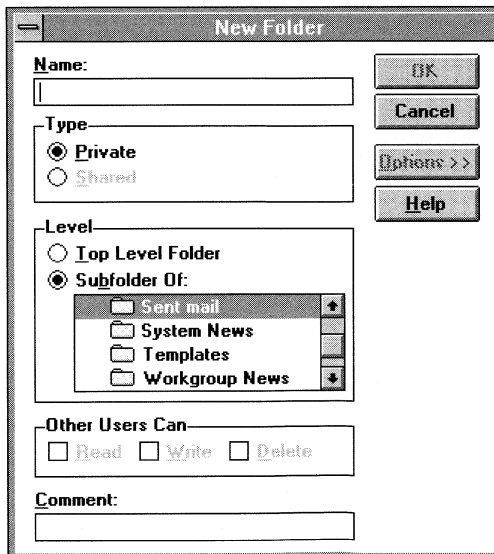 New Folder
Name:
OK
Cancel
Options >>
Help
Type
Private
Shared
Level
Top Level Folder
Subfolder Of:
Sent mail
System News
Templates
Workgroup News
Other Users Can
Read Write Delete
Comment: